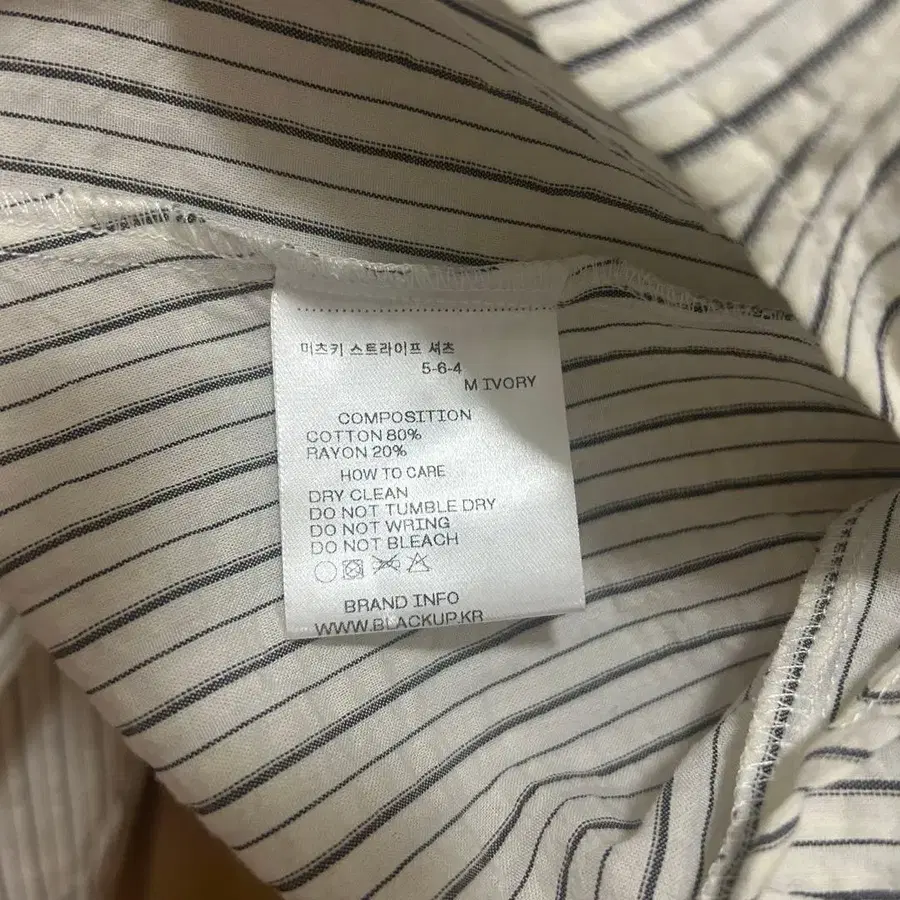 미츠키 스트라이프 셔츠
5-6-4
M IVORY
COMPOSITION
COTTON 80%
RAYON 20%
HOW TO CARE
DRY CLEAN
DO NOT TUMBLE DRY
DO NOT WRING
DO NOT BLEACH
BRAND INFO
WWW.BLACKUP.KR